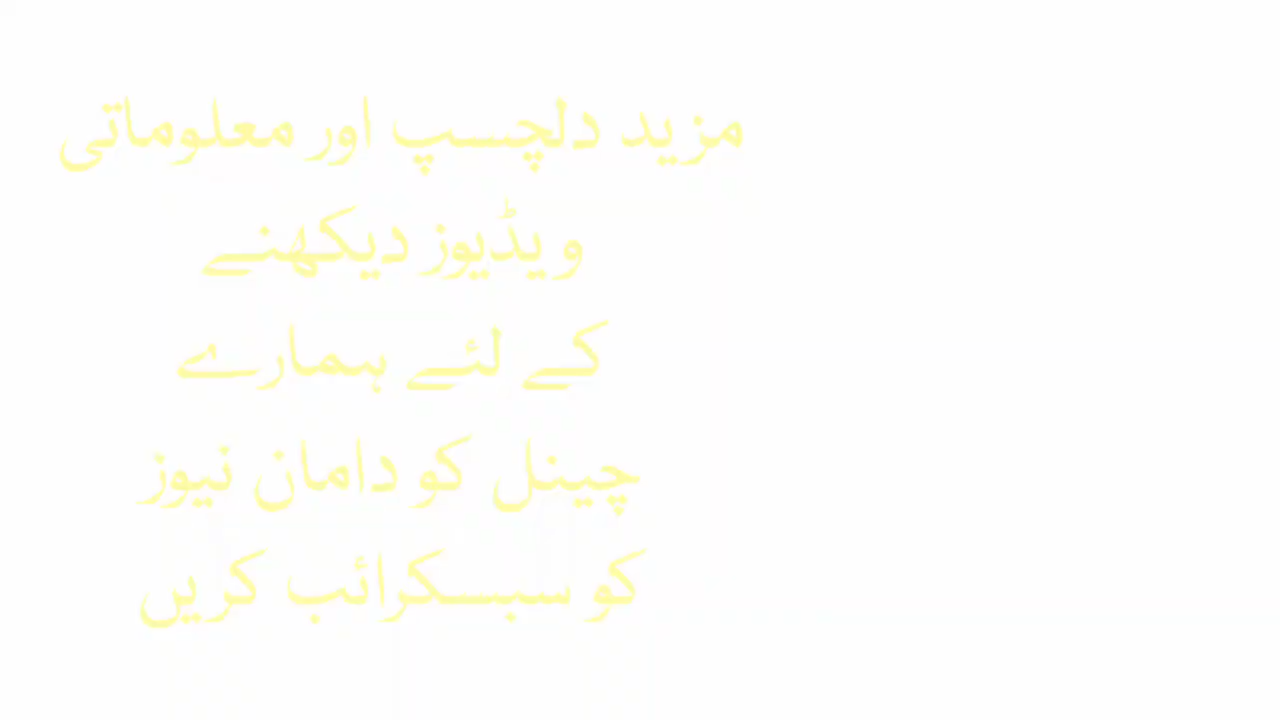 مزید دلچسپ اور معلوماتی
ویڈیوز دیکھنے
کے لئے ہمارے
چینل کو دامان نیوز
کو سبسکرائب کریں